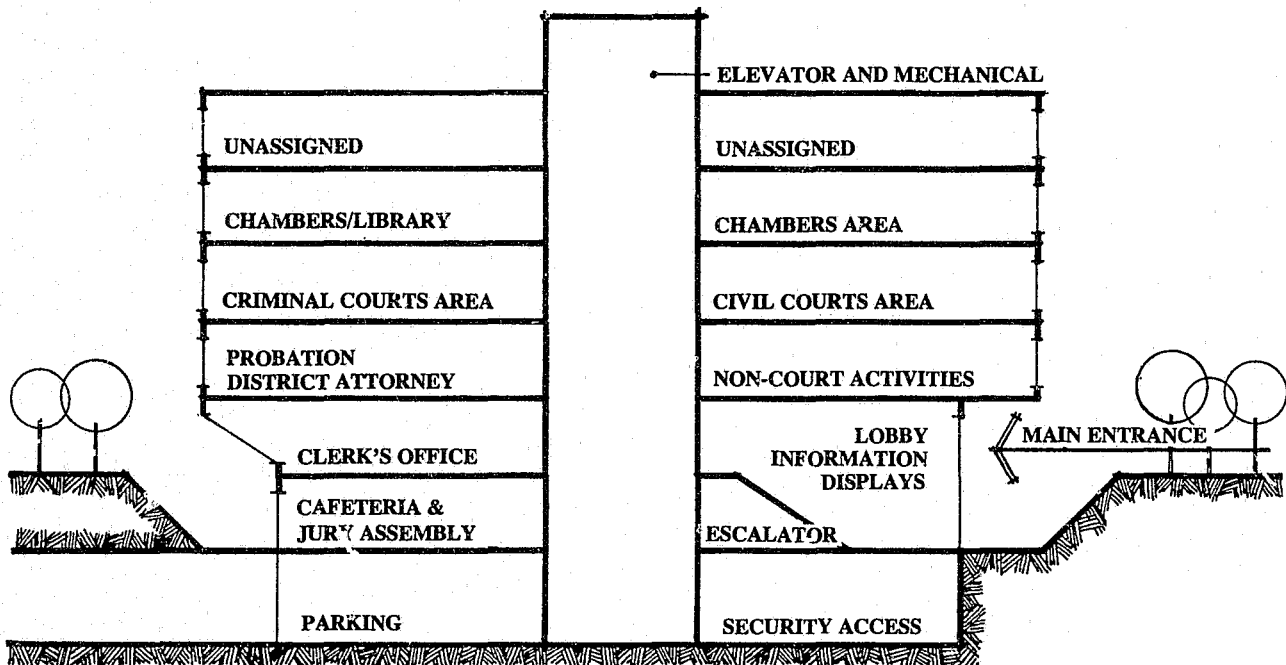 ELEVATOR AND MECHANICAL
UNASSIGNED
UNASSIGNED
CHAMBERS/LIBRARY
CHAMBERS AREA
CRIMINAL COURTS AREA
CIVIL COURTS AREA
PROBATION
DISTRICT ATTORNEY
NON-COURT ACTIVITIES
CLERK'S OFFICE
LOBBY
INFORMATION
DISPLAYS
MAIN ENTRANCE
CAFETERIA &
JURY ASSEMBLY
ESCALATOR
PARKING
SECURITY ACCESS